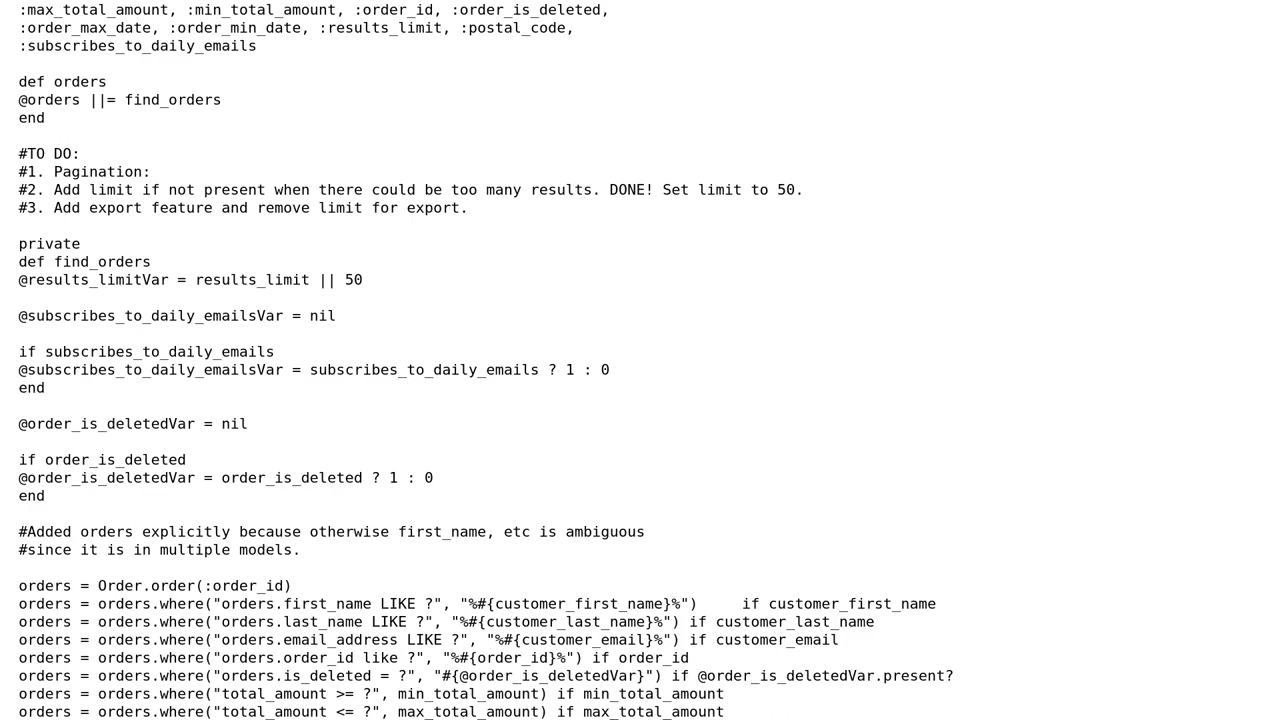 :max_total_amount, :min_total_amount, :order_id, :order_is_deleted,
:order_max_date, :order_min_date, :results_limit, :postal_code,
:subscribes_to_daily_emails
def orders
@orders ||= find_orders
end
#TO DO:
#1. Pagination:
#2. Add limit if not present when there could be too many results. DONE! Set limit to 50.
#3. Add export feature and remove limit for export.
private
def find_orders
@results_limitVar = results_limit || 50
@subscribes_to_daily_emailsVar = nil
if subscribes_to_daily_emails
@subscribes_to_daily_emailsVar = subscribes_to_daily_emails ? 1 : 0
end
@order_is_deletedVar = nil
if order_is_deleted
@order_is_deletedVar = order_is_deleted ? 1 : 0
end
#Added orders explicitly because otherwise first_name, etc is ambiguous
#since it is in multiple models.
orders = Order.order(:order_id)
orders = orders.where("orders.first_name LIKE ?", "%#{customer_first_name}%")     if customer_first_name
orders = orders.where("orders.last_name LIKE ?", "%#{customer_last_name}%") if customer_last_name
orders = orders.where("orders.email_address LIKE ?", "%#{customer_email}%") if customer_email
orders = orders.where("orders.order_id like ?", "%#{order_id}%") if order_id
orders = orders.where("orders.is_deleted = ?", "#{@order_is_deletedVar}") if @order_is_deletedVar.present?
orders = orders.where("total_amount >= ?", min_total_amount) if min_total_amount
orders = orders.where("total_amount <= ?", max_total_amount) if max_total_amount